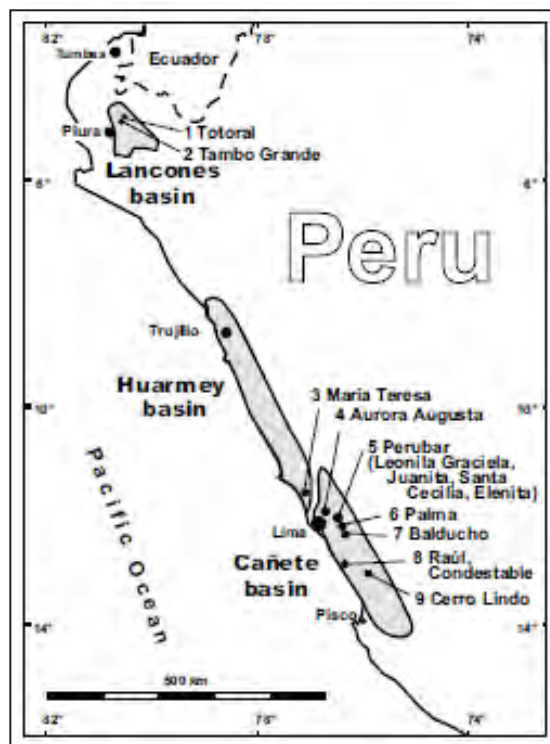 82°
78°
74°
Tumbes
Ecuador
Piura
1 Totoral
2 Tambo Grande
Lancones
basin
6°
6°
Peru
Trujillo
Huarmey
basin
3 Maria Teresa
4 Aurora Augusta
10°
5 Perubar
(Leonila Graciela,
Juanita, Santa
Cecilia, Elenita)
6 Palma
7 Balducho
Lima
Cañete
basin
8 Raúl,
Condestable
9 Cerro Lindo
Pisco
Pacific Ocean
14°
500 km
82°
78°
74°